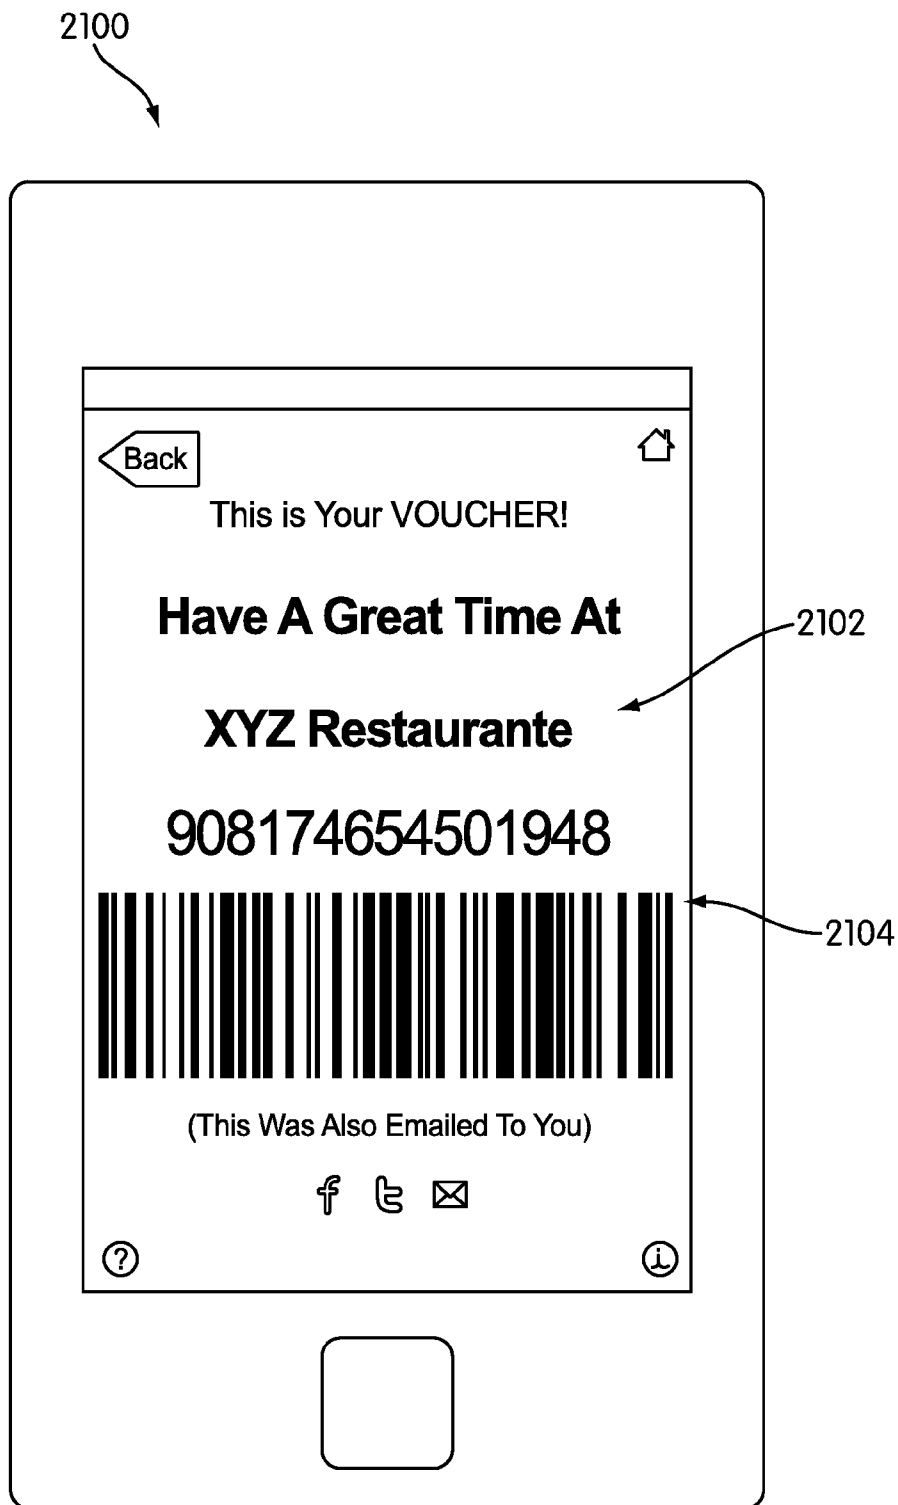 2100
Back
This is Your VOUCHER!
Have A Great Time At
2102
XYZ Restaurante
908174654501948
2104
(This Was Also Emailed To You)
f t
? i